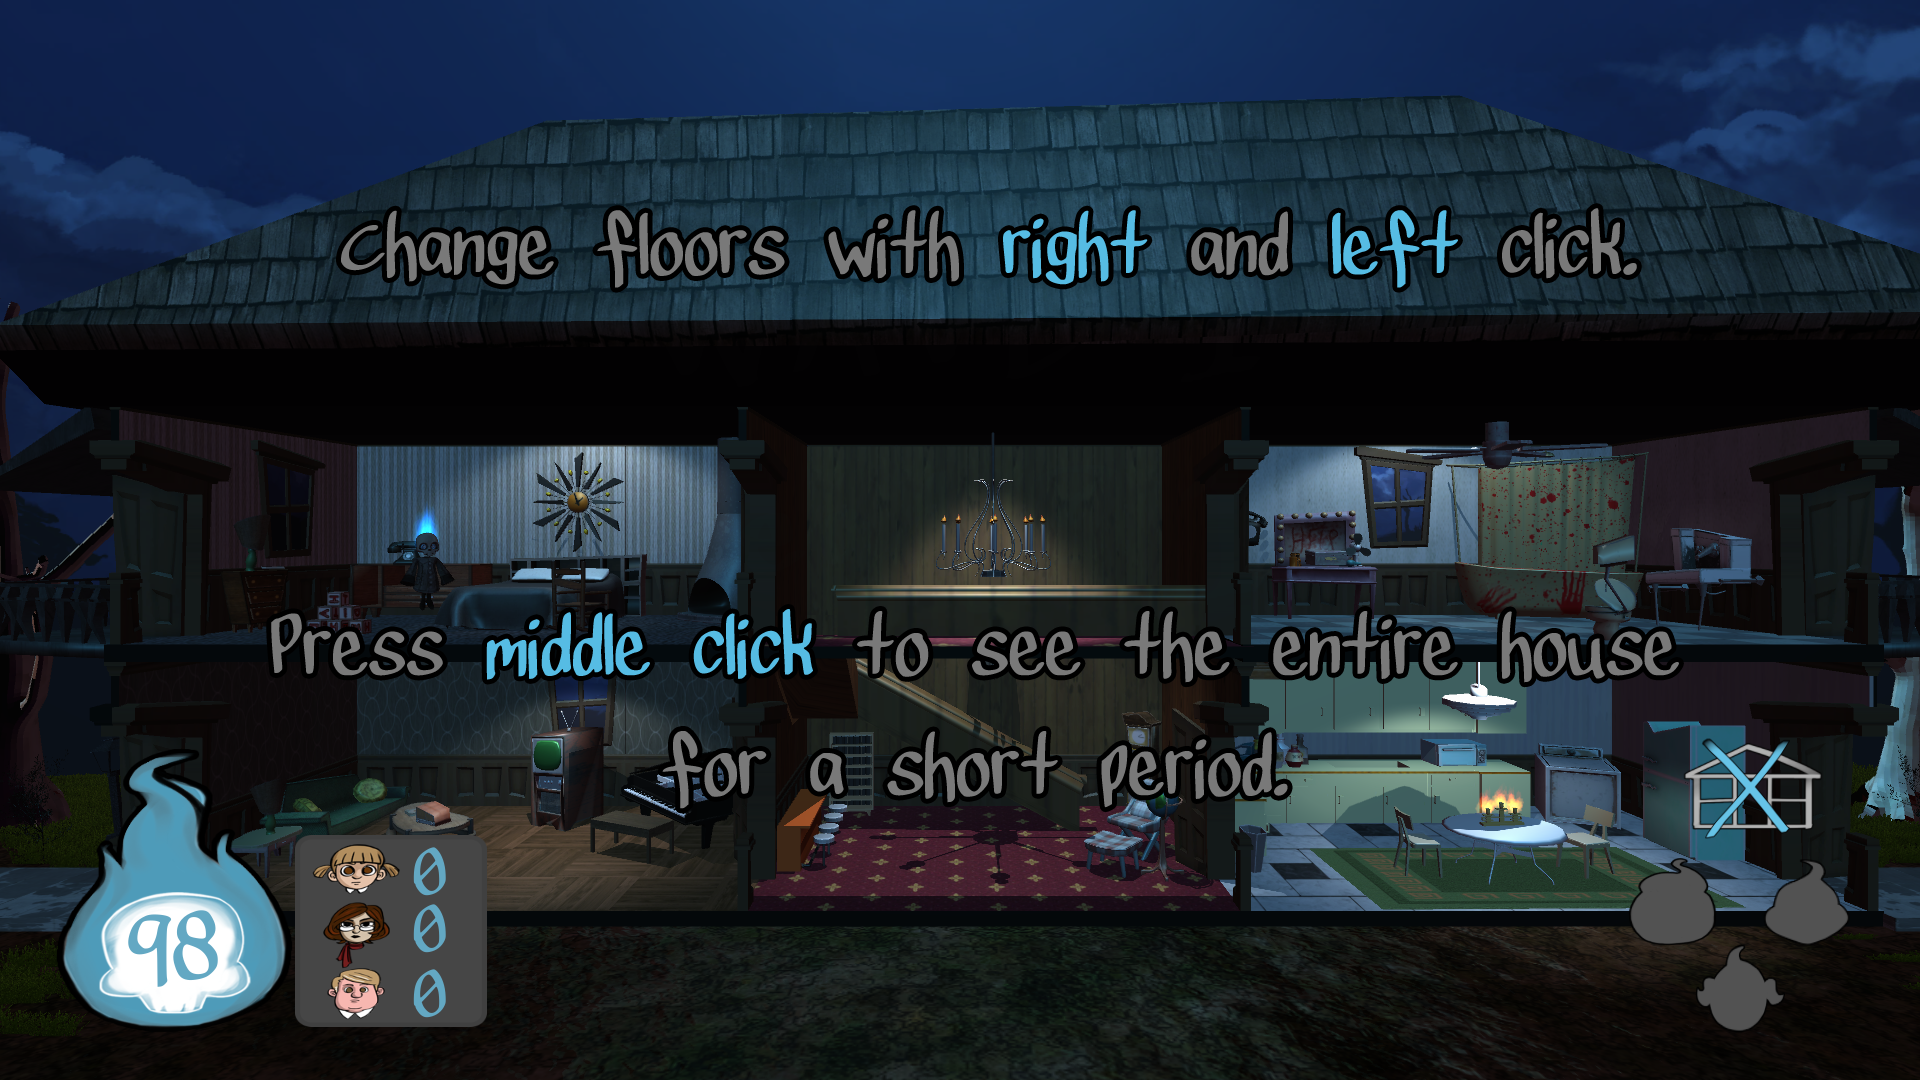 Change floors with right and left click.
Press middle click to see the entire house
for a short period.
98
0
0
0